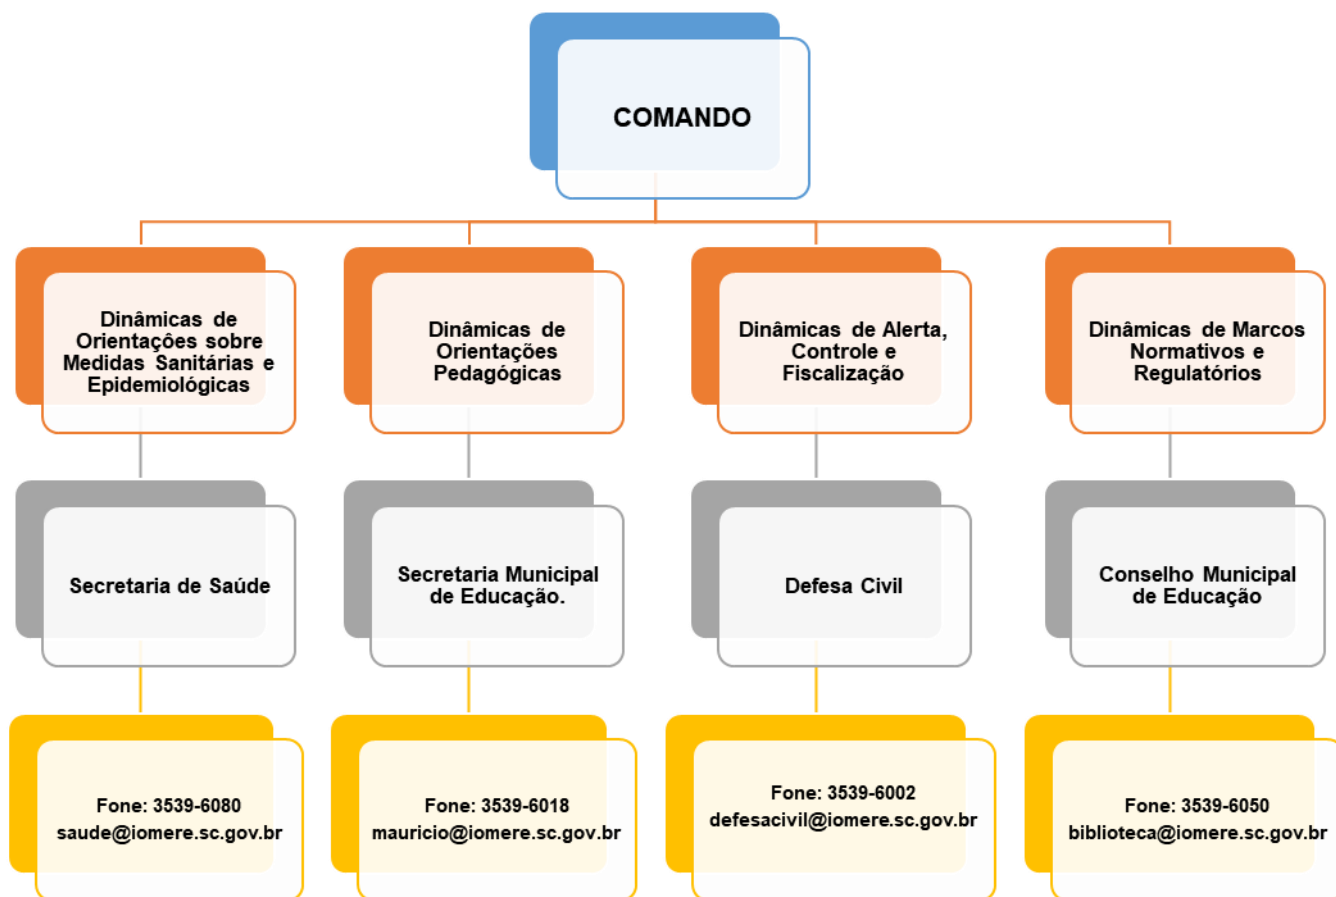 COMANDO
Dinâmicas de
Orientações sobre
Medidas Sanitárias e
Epidemiológicas
Dinâmicas de
Orientações
Pedagógicas
Dinâmicas de Alerta,
Controle e
Fiscalização
Dinâmicas de Marcos
Normativos e
Regulatórios
Secretaria de Saúde
Secretaria Municipal
de Educação.
Defesa Civil
Conselho Municipal
de Educação
Fone: 3539-6080
saude@iomere.sc.gov.br
Fone: 3539-6018
mauricio@iomere.sc.gov.br
Fone: 3539-6002
defesacivil@iomere.sc.gov.br
Fone: 3539-6050
biblioteca@iomere.sc.gov.br